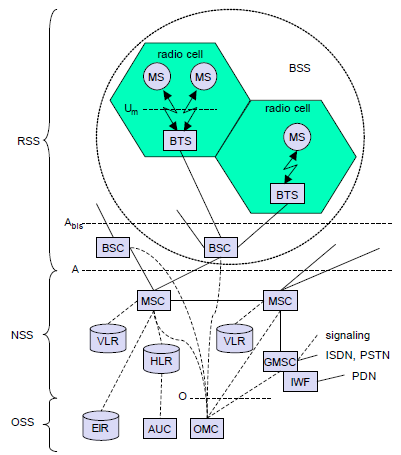 radio cell
BSS
MS
MS
Um
radio cell
BTS
MS
RSS
BTS
Abis
BSC
BSC
A
MSC
MSC
NSS
VLR
VLR
signaling
HLR
GMSC
ISDN, PSTN
IWF
PDN
O
OSS
EIR
AUC
OMC